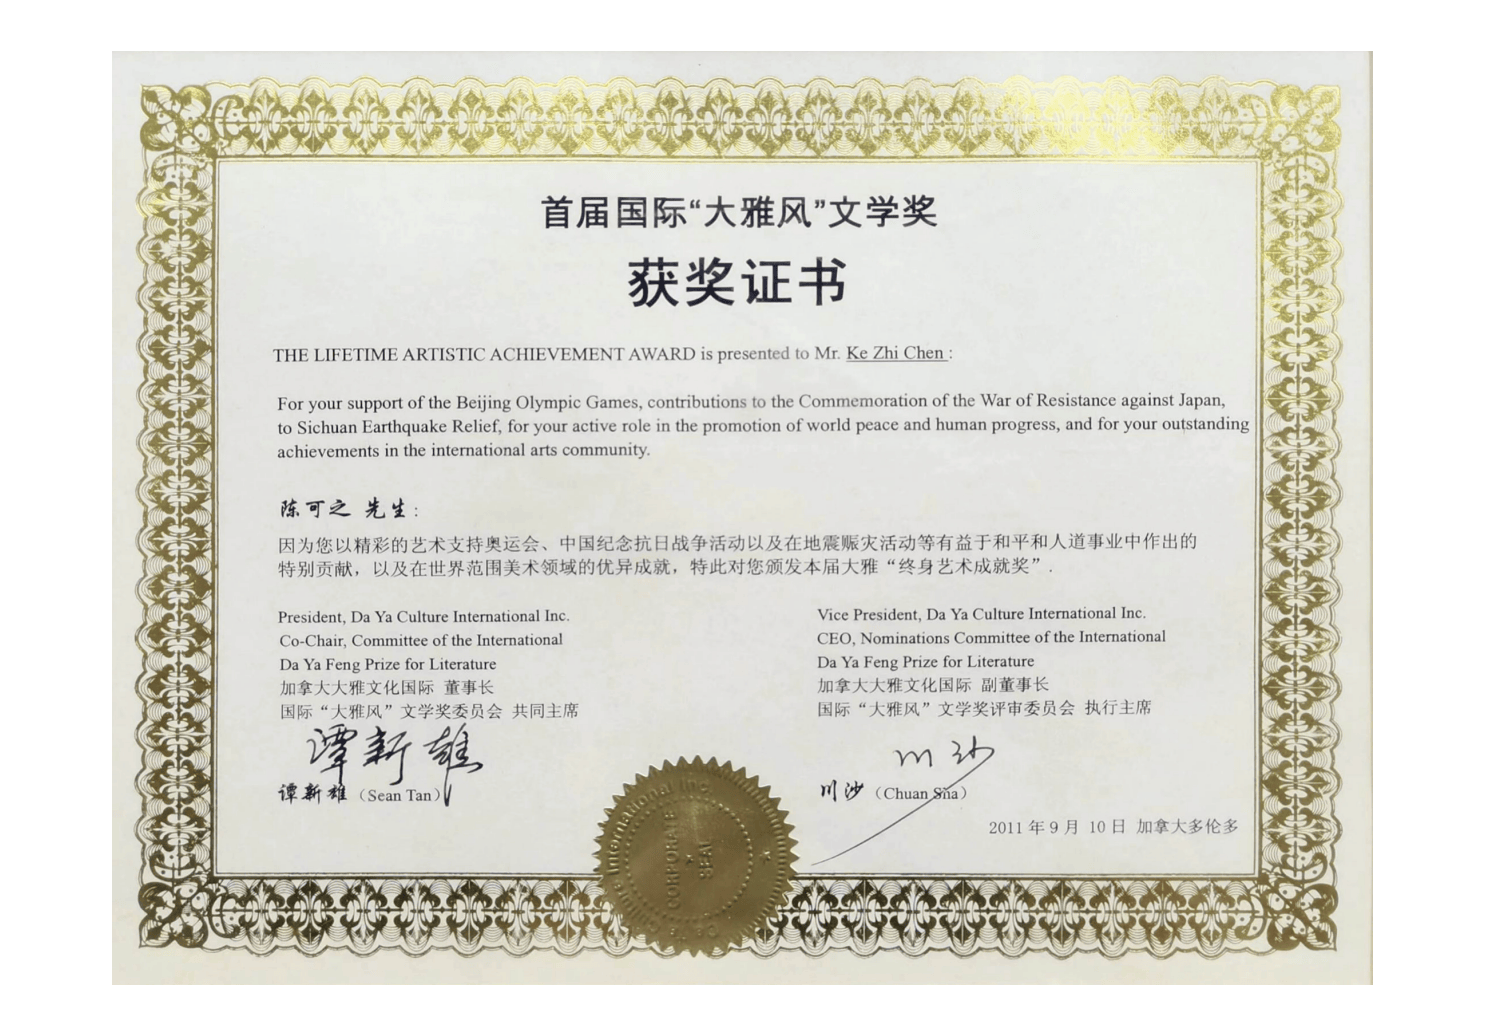 首届国际“大雅风”文学奖
获奖证书
THE LIFETIME ARTISTIC ACHIEVEMENT AWARD is presented to Mr. Ke Zhi Chen :
For your support of the Beijing Olympic Games, contributions to the Commemoration of the War of Resistance against Japan,
to Sichuan Earthquake Relief, for your active role in the promotion of world peace and human progress, and for your outstanding
achievements in the international arts community.
陈可之 先生：
因为您以精彩的艺术支持奥运会、中国纪念抗日战争活动以及在地震赈灾活动等有益于和平和人道事业中作出的
特别贡献，以及在世界范围美术领域的优异成就，特此对您颁发本届大雅“终身艺术成就奖”.
President, Da Ya Culture International Inc.
Co-Chair, Committee of the International
Da Ya Feng Prize for Literature
加拿大大雅文化国际 董事长
国际“大雅风”文学奖委员会 共同主席
谭新雄
谭新雄（Sean Tan）
Vice President, Da Ya Culture International Inc.
CEO, Nominations Committee of the International
Da Ya Feng Prize for Literature
加拿大大雅文化国际 副董事长
国际“大雅风”文学奖评审委员会 执行主席
川沙
川沙（Chuan Sha）
2011 年 9 月 10 日 加拿大多伦多
Da Ya Culture International Inc.
CORPORATE
SEAL